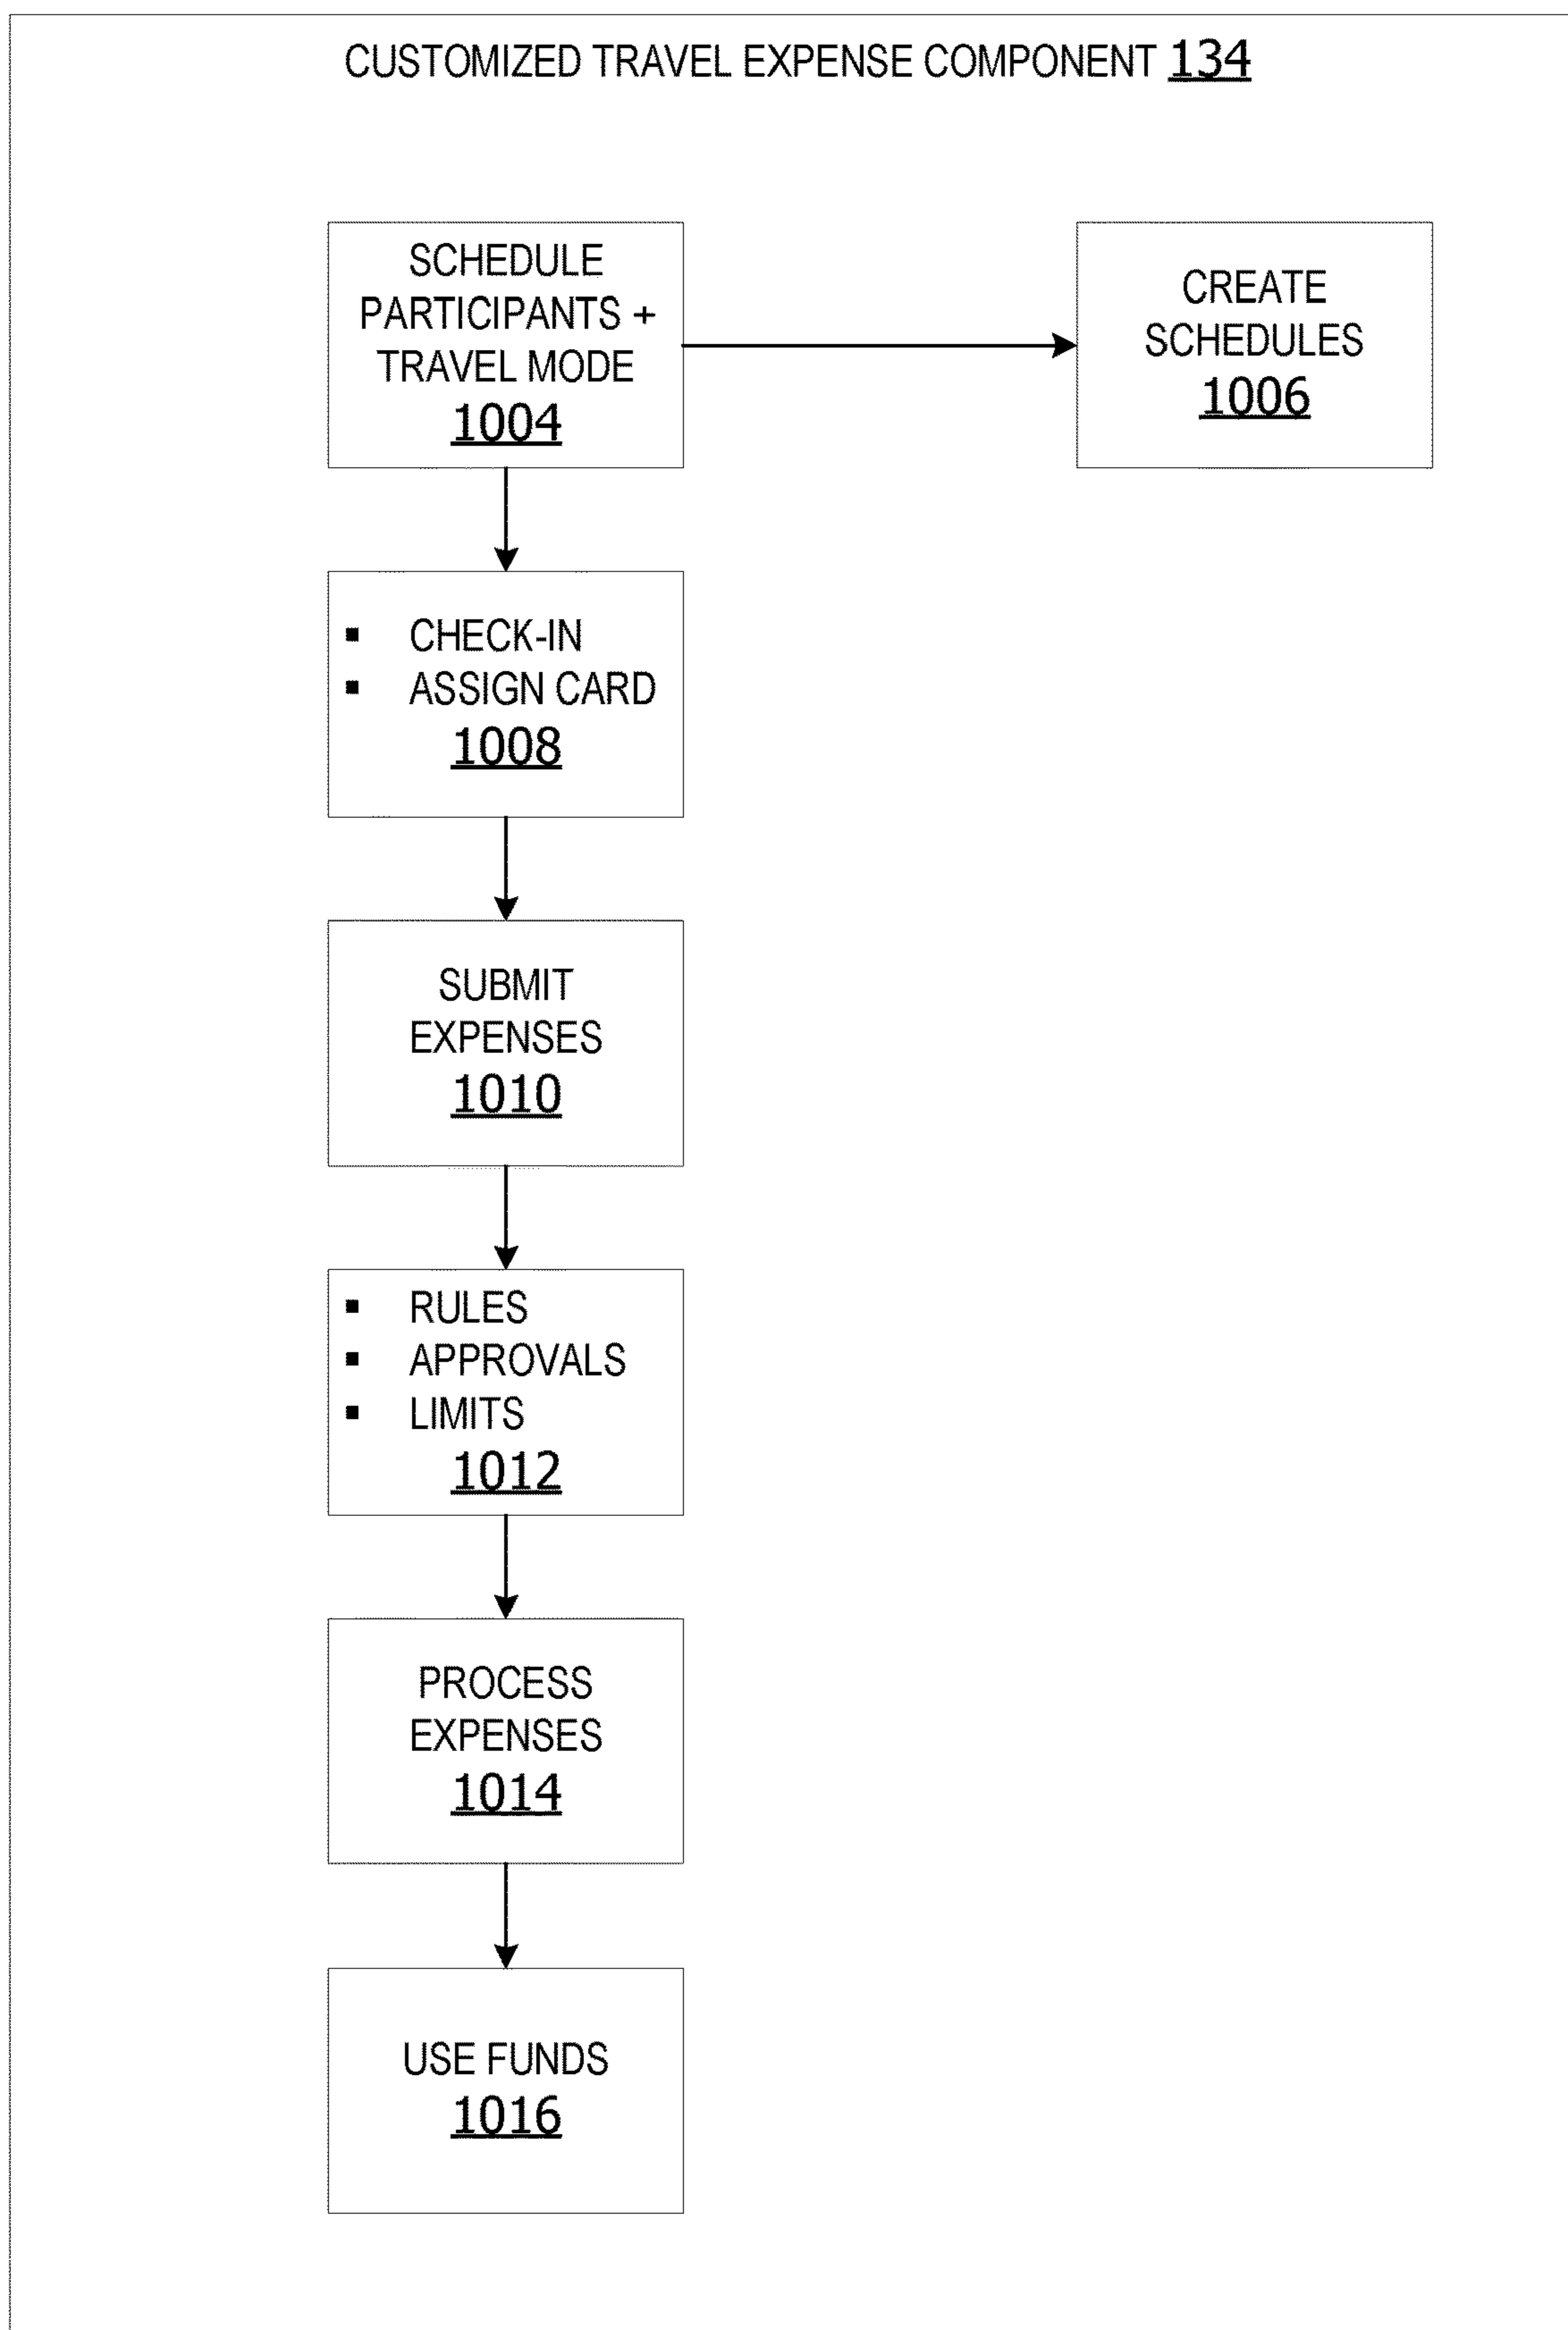 CUSTOMIZED TRAVEL EXPENSE COMPONENT 134
SCHEDULE
PARTICIPANTS +
TRAVEL MODE
1004
CREATE
SCHEDULES
1006
▪ CHECK-IN
▪ ASSIGN CARD
1008
SUBMIT
EXPENSES
1010
▪ RULES
▪ APPROVALS
▪ LIMITS
1012
PROCESS
EXPENSES
1014
USE FUNDS
1016